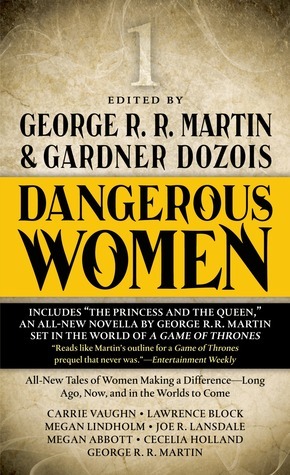 1
EDITED BY
GEORGE R. R. MARTIN
& GARDNER DOZOIS
DANGEROUS
WOMEN
INCLUDES “THE PRINCESS AND THE QUEEN,”
AN ALL-NEW NOVELLA BY GEORGE R.R. MARTIN
SET IN THE WORLD OF A GAME OF THRONES
“Reads like Martin’s outline for a Game of Thrones
prequel that never was.”—Entertainment Weekly
All-New Tales of Women Making a Difference—Long
Ago, Now, and in the Worlds to Come
CARRIE VAUGHN • LAWRENCE BLOCK
MEGAN LINDHOLM • JOE R. LANSDALE
MEGAN ABBOTT • CECELIA HOLLAND
GEORGE R. R. MARTIN